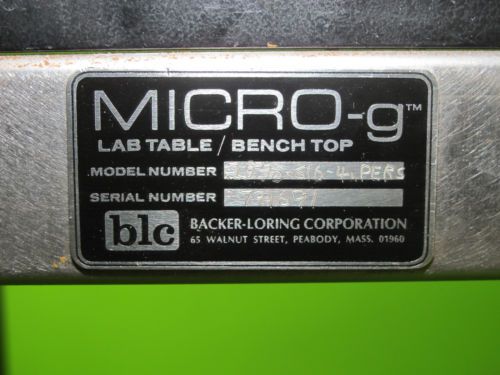 MICRO-g™
LAB TABLE / BENCH TOP
MODEL NUMBER
SERIAL NUMBER
blc BACKER-LORING CORPORATION
65 WALNUT STREET, PEABODY, MASS. 01960